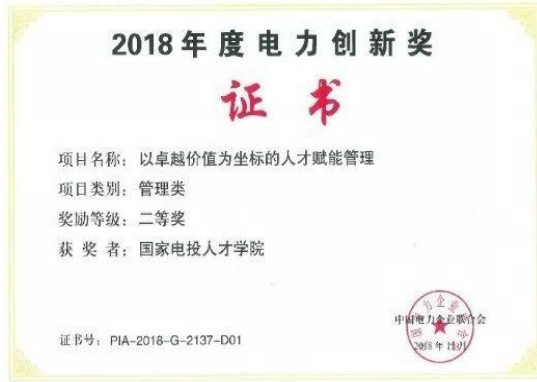 2018年度电力创新奖
证书
项目名称：以卓越价值为坐标的人才赋能管理
项目类别：管理类
奖励等级：二等奖
获奖者：国家电投人才学院
中国电力企业联合会
证书号：PIA-2018-G-2137-D01